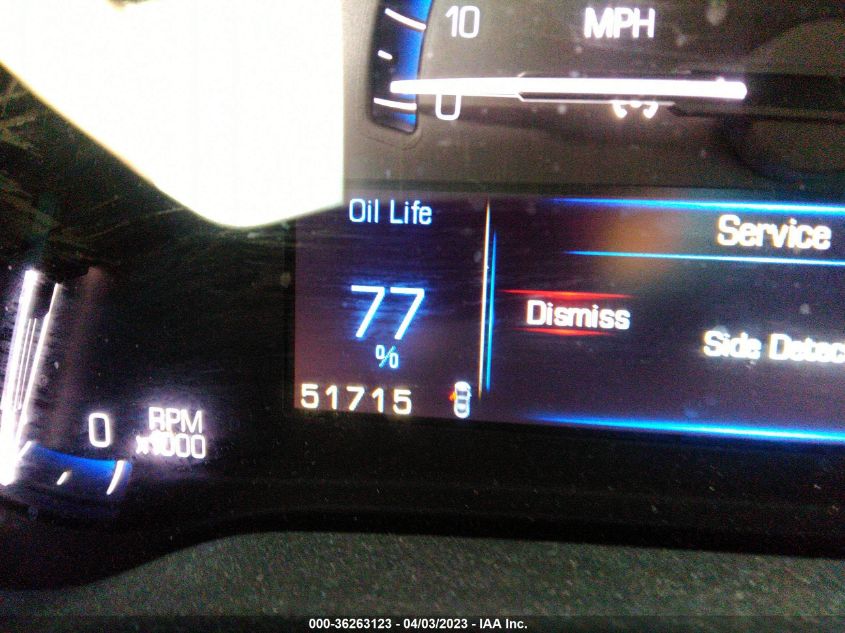 10 MPH
0
Oil Life
77
%
51715
Service
Dismiss
Side Detec
0 RPM
x1000
000-36263123 - 04/03/2023 - IAA Inc.